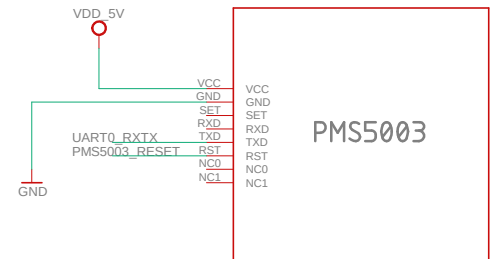 VDD_5V
VCC VCC
GND GND
SET SET
RXD RXD
UART0_RXTX TXD TXD
PMS5003_RESET RST RST
NC0 NC0
NC1 NC1
PMS5003
GND